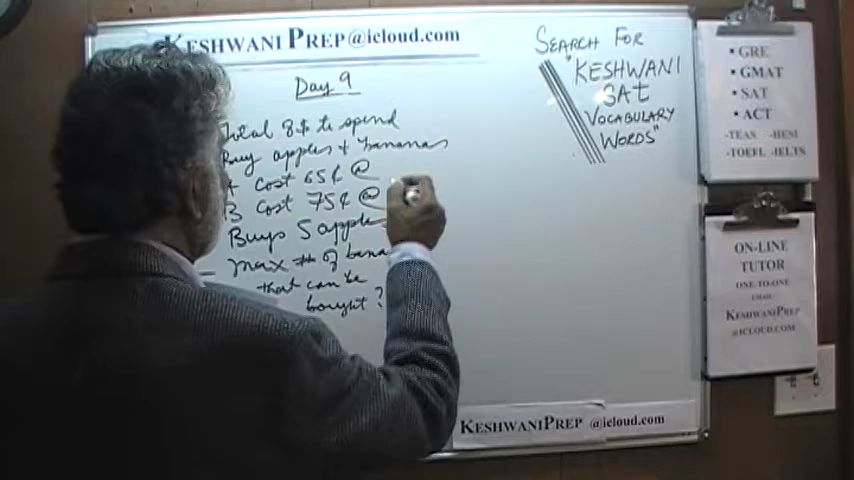 KESHWANI PREP@icloud.com
Day 9
Total 8$ to spend
Buy apples + bananas
A Cost 65¢ @
B Cost 75¢ @
Buys 5 apples
max # of bana
that can be
bought ?
SEARCH FOR
"KESHWANI
SAT
VOCABULARY
WORDS"
• GRE
• GMAT
• SAT
• ACT
-TEAS -HESI
-TOEFL -IELTS
ON-LINE
TUTOR
ONE-TO-ONE
EMAIL
KESHWANIPREP
@ICLOUD.COM
KESHWANIPREP @icloud.com